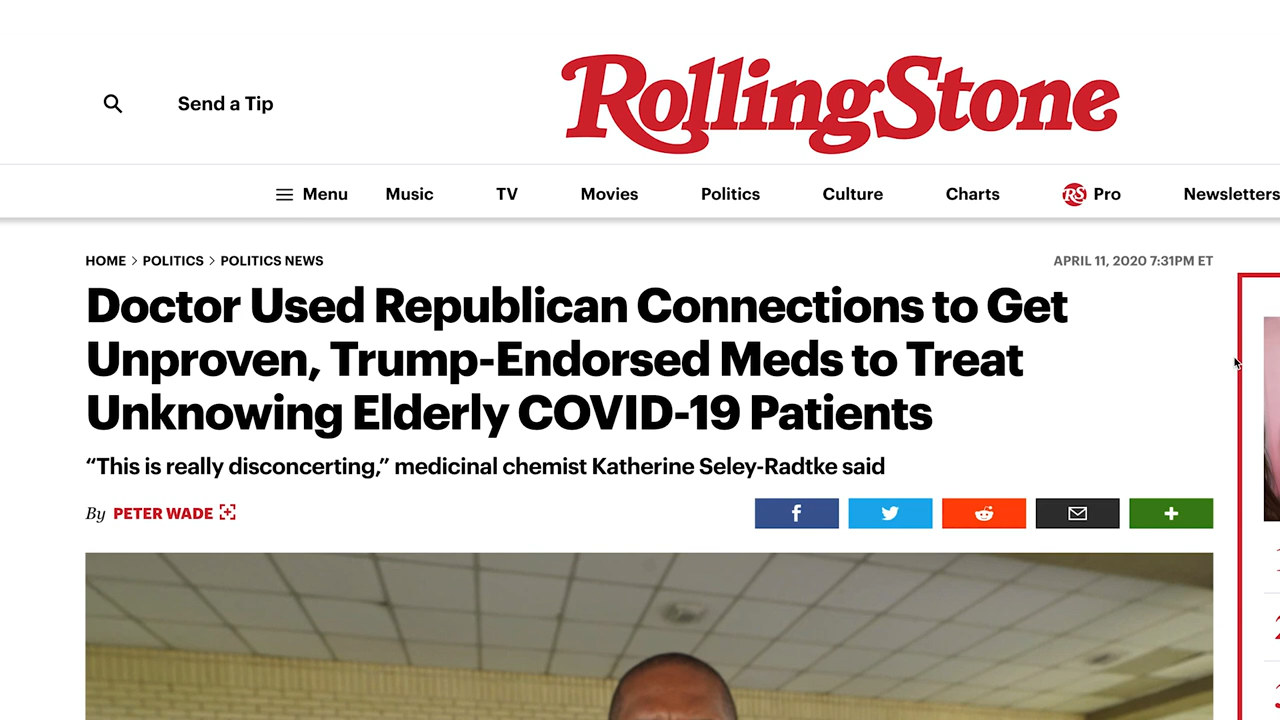 Send a Tip
RollingStone
Menu Music TV Movies Politics Culture Charts RS Pro Newsletters
HOME > POLITICS > POLITICS NEWS
APRIL 11, 2020 7:31PM ET
Doctor Used Republican Connections to Get
Unproven, Trump-Endorsed Meds to Treat
Unknowing Elderly COVID-19 Patients
“This is really disconcerting,” medicinal chemist Katherine Seley-Radtke said
By PETER WADE